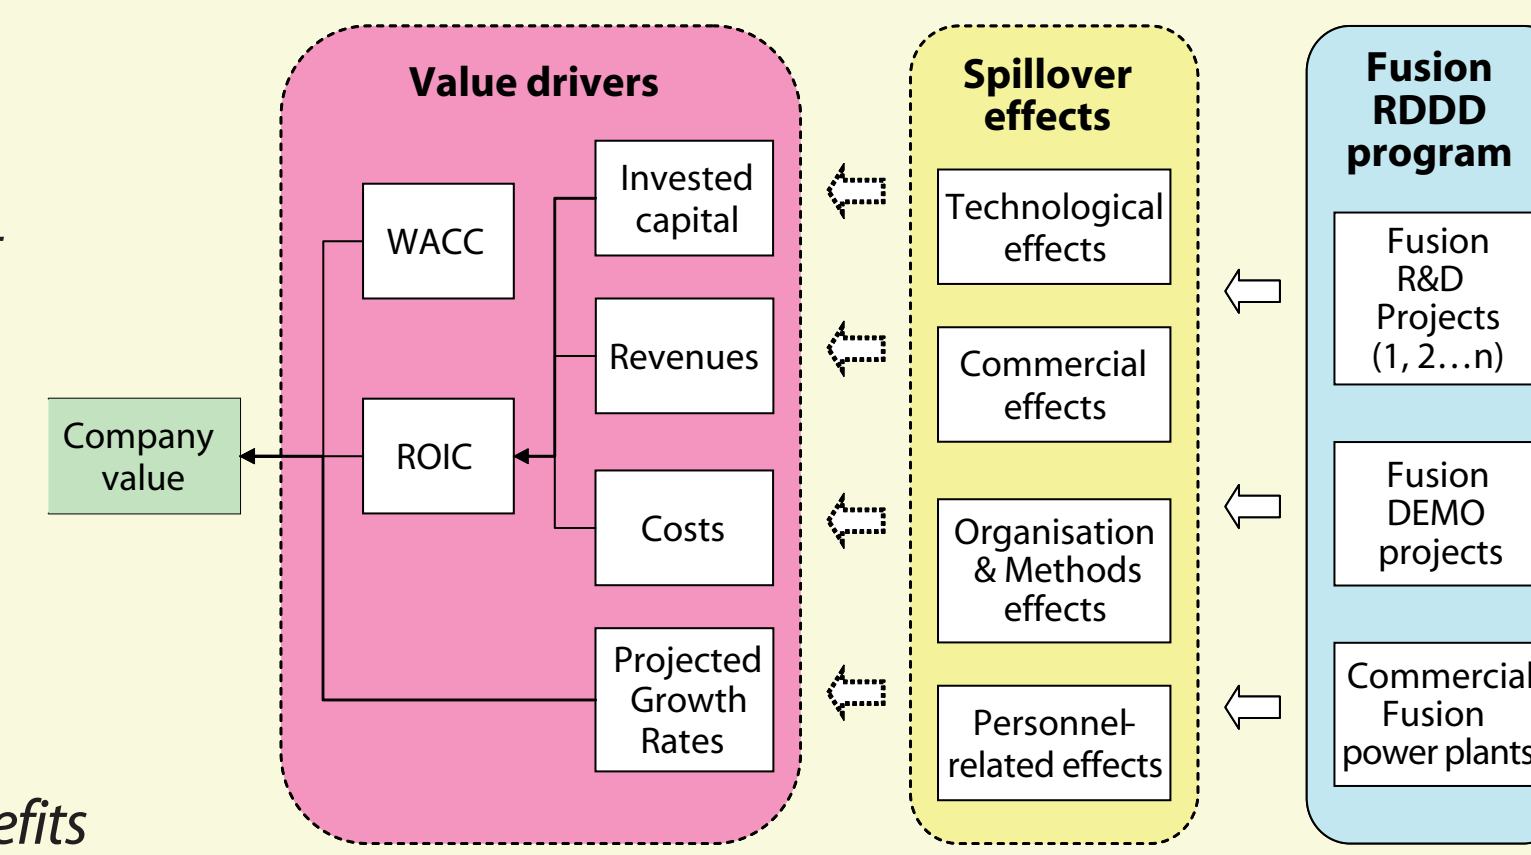 Value drivers
Invested
capital
WACC
Revenues
Company
value
ROIC
Costs
Projected
Growth
Rates
Spillover
effects
Technological
effects
Commercial
effects
Organisation
& Methods
effects
Personnel-
related effects
Fusion
RDDD
program
Fusion
R&D
Projects
(1, 2...n)
Fusion
DEMO
projects
Commercial
Fusion
power plants
efits